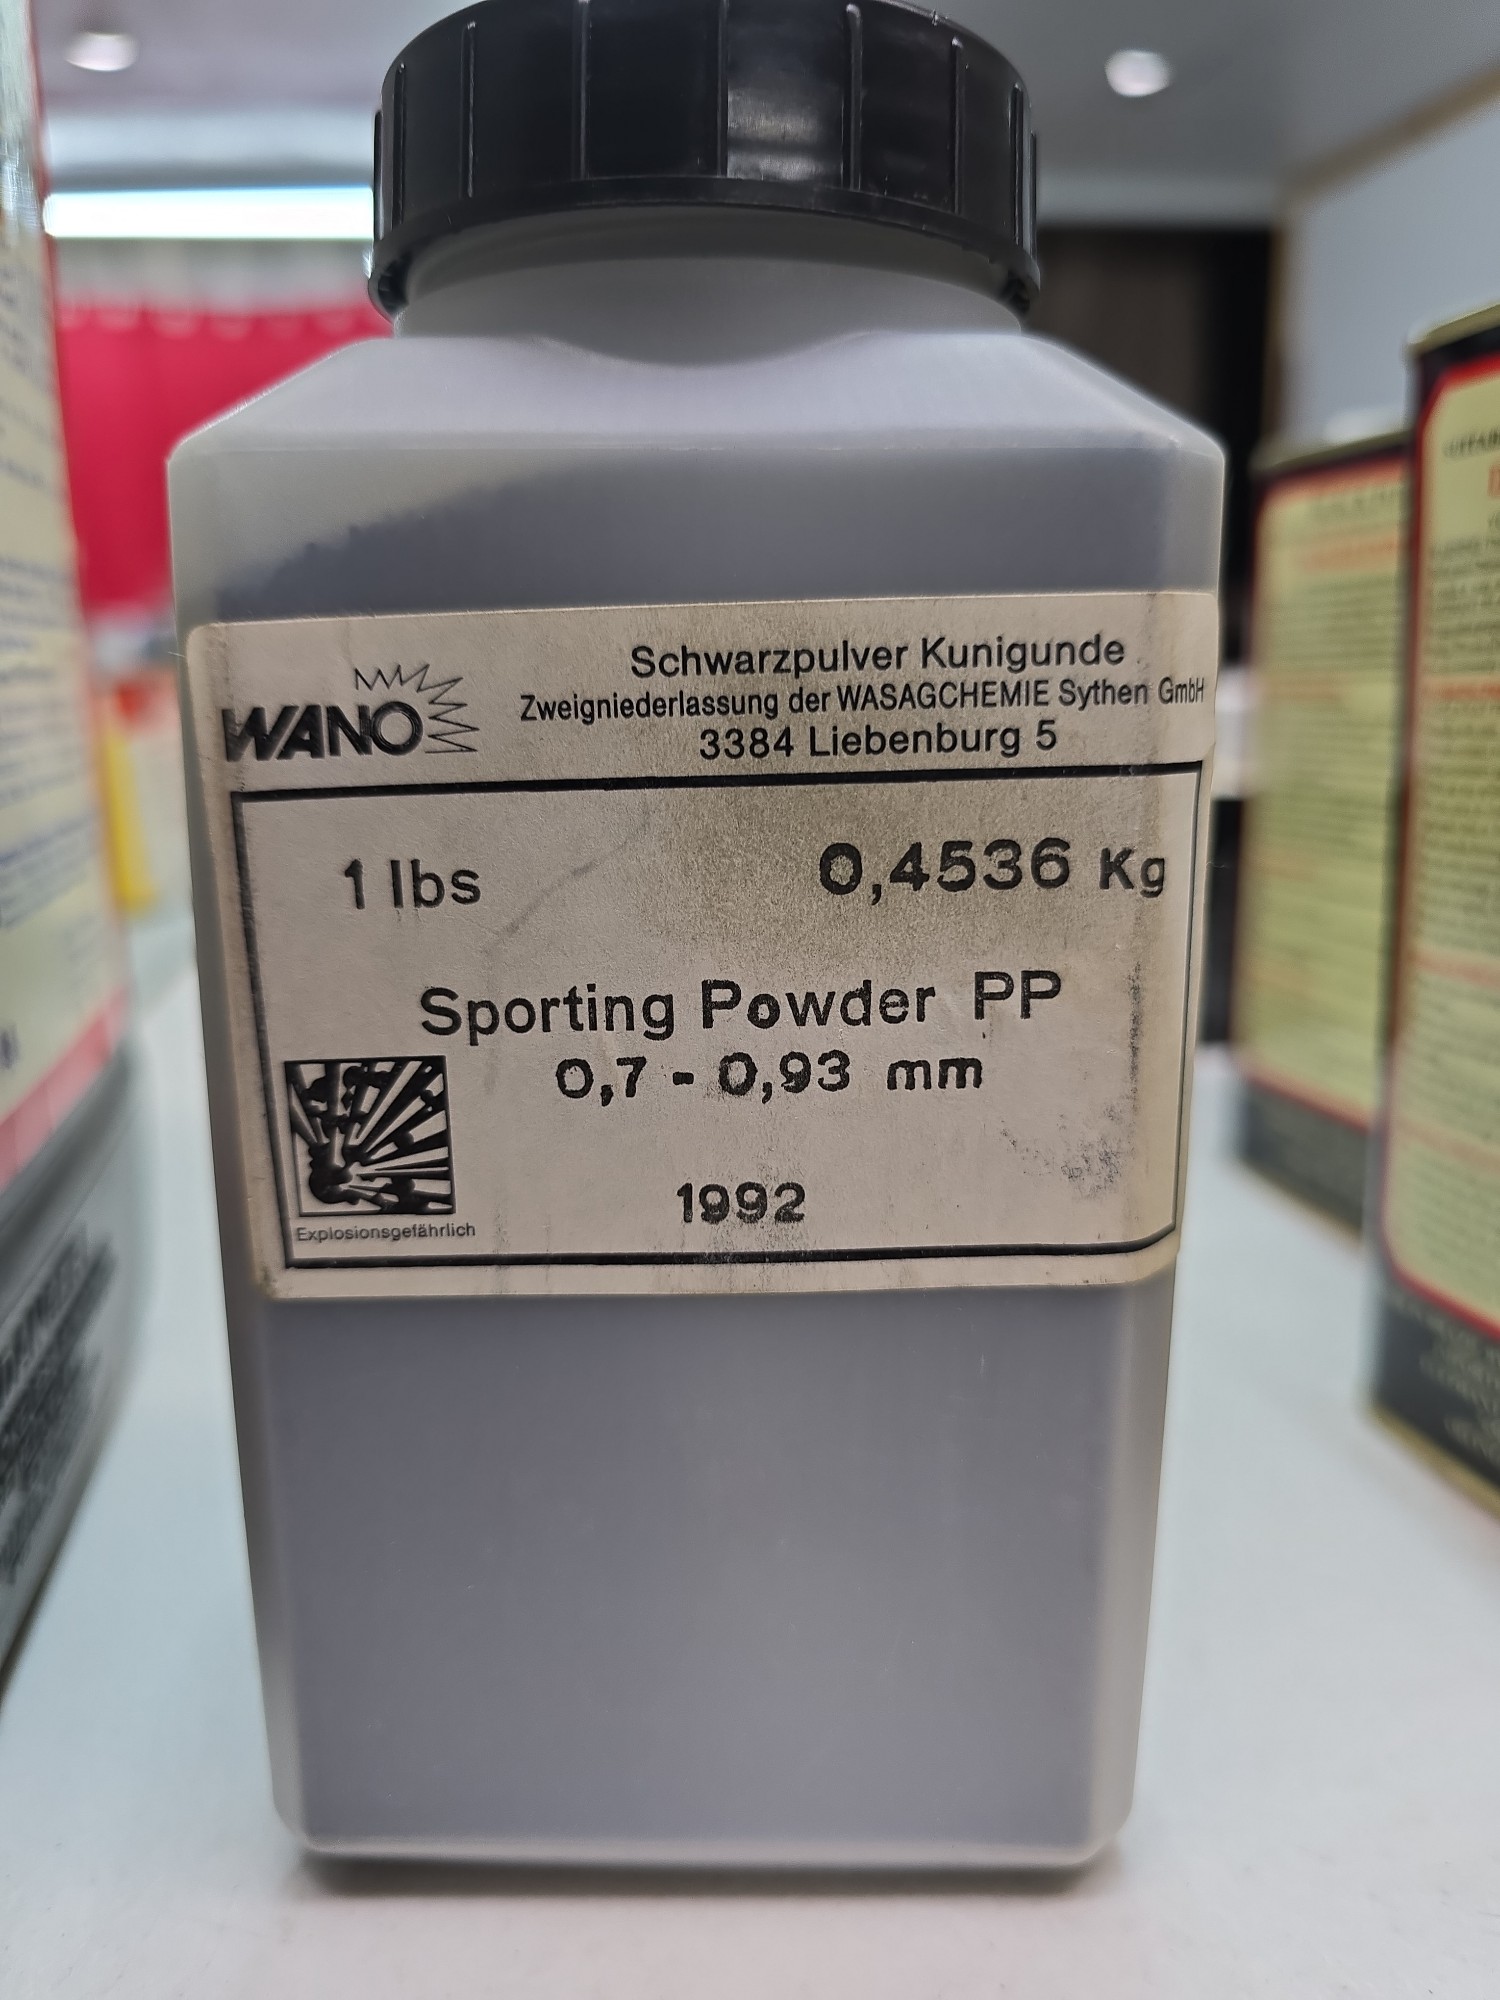 WANO
Schwarzpulver Kunigunde
Zweigniederlassung der WASAGCHEMIE Sythen GmbH
3384 Liebenburg 5
1 lbs 0,4536 Kg
Sporting Powder PP
0,7 - 0,93 mm
1992
Explosionsgefährlich